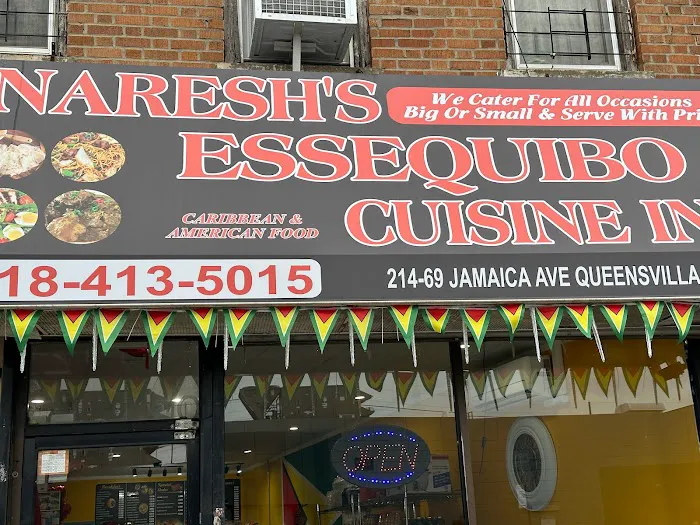 NARESH'S
We Cater For All Occasions
Big Or Small & Serve With Pri
ESSEQUIBO
CARIBBEAN &
AMERICAN FOOD
CUISINE IN
18-413-5015
214-69 JAMAICA AVE QUEENSVILLA
OPEN